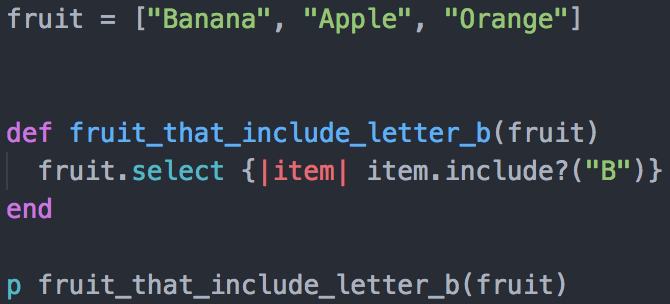 fruit = ["Banana", "Apple", "Orange"]
def fruit_that_include_letter_b(fruit)
  fruit.select {|item| item.include?("B")}
end
p fruit_that_include_letter_b(fruit)